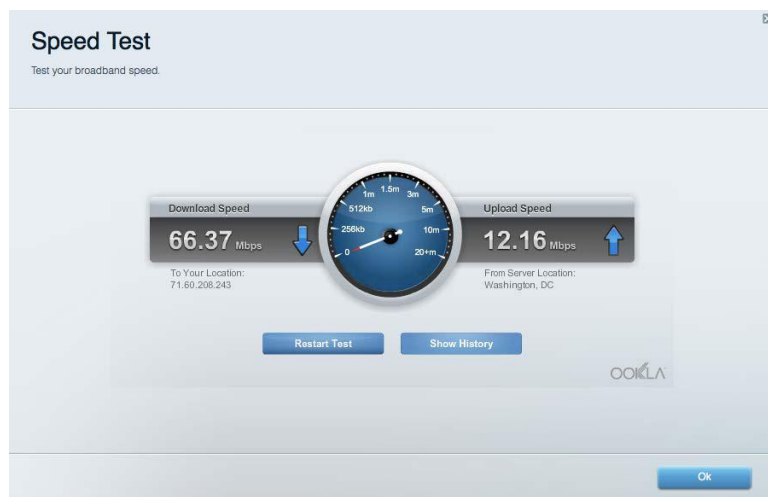 Speed Test
Test your broadband speed.
Download Speed
66.37 Mbps
To Your Location:
71.60.208.243
0
256kb
512kb
1m
1.5m
3m
5m
10m
20+m
Upload Speed
12.16 Mbps
From Server Location:
Washington, DC
Restart Test
Show History
OOKLA
Ok